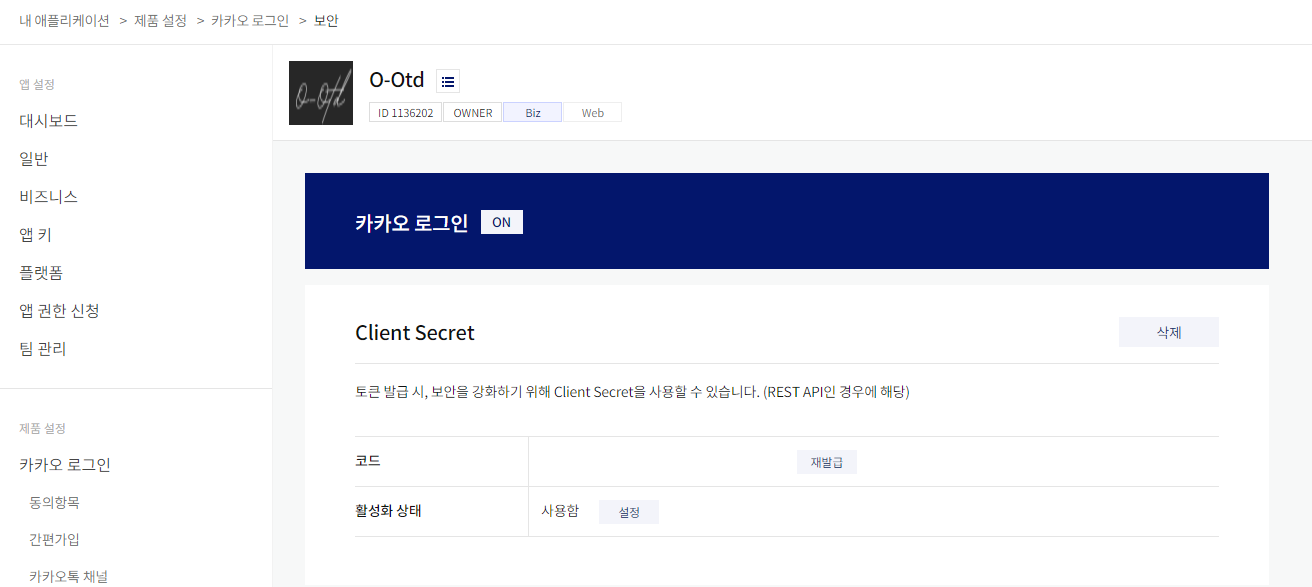 내 애플리케이션 > 제품 설정 > 카카오 로그인 > 보안
앱 설정
대시보드
일반
비즈니스
앱 키
플랫폼
앱 권한 신청
팀 관리
제품 설정
카카오 로그인
동의항목
간편가입
카카오톡 채널
O-Otd
O-Otd
ID 1136202 OWNER Biz Web
카카오 로그인 ON
Client Secret 삭제
토큰 발급 시, 보안을 강화하기 위해 Client Secret을 사용할 수 있습니다. (REST API인 경우에 해당)
코드 재발급
활성화 상태 사용함 설정